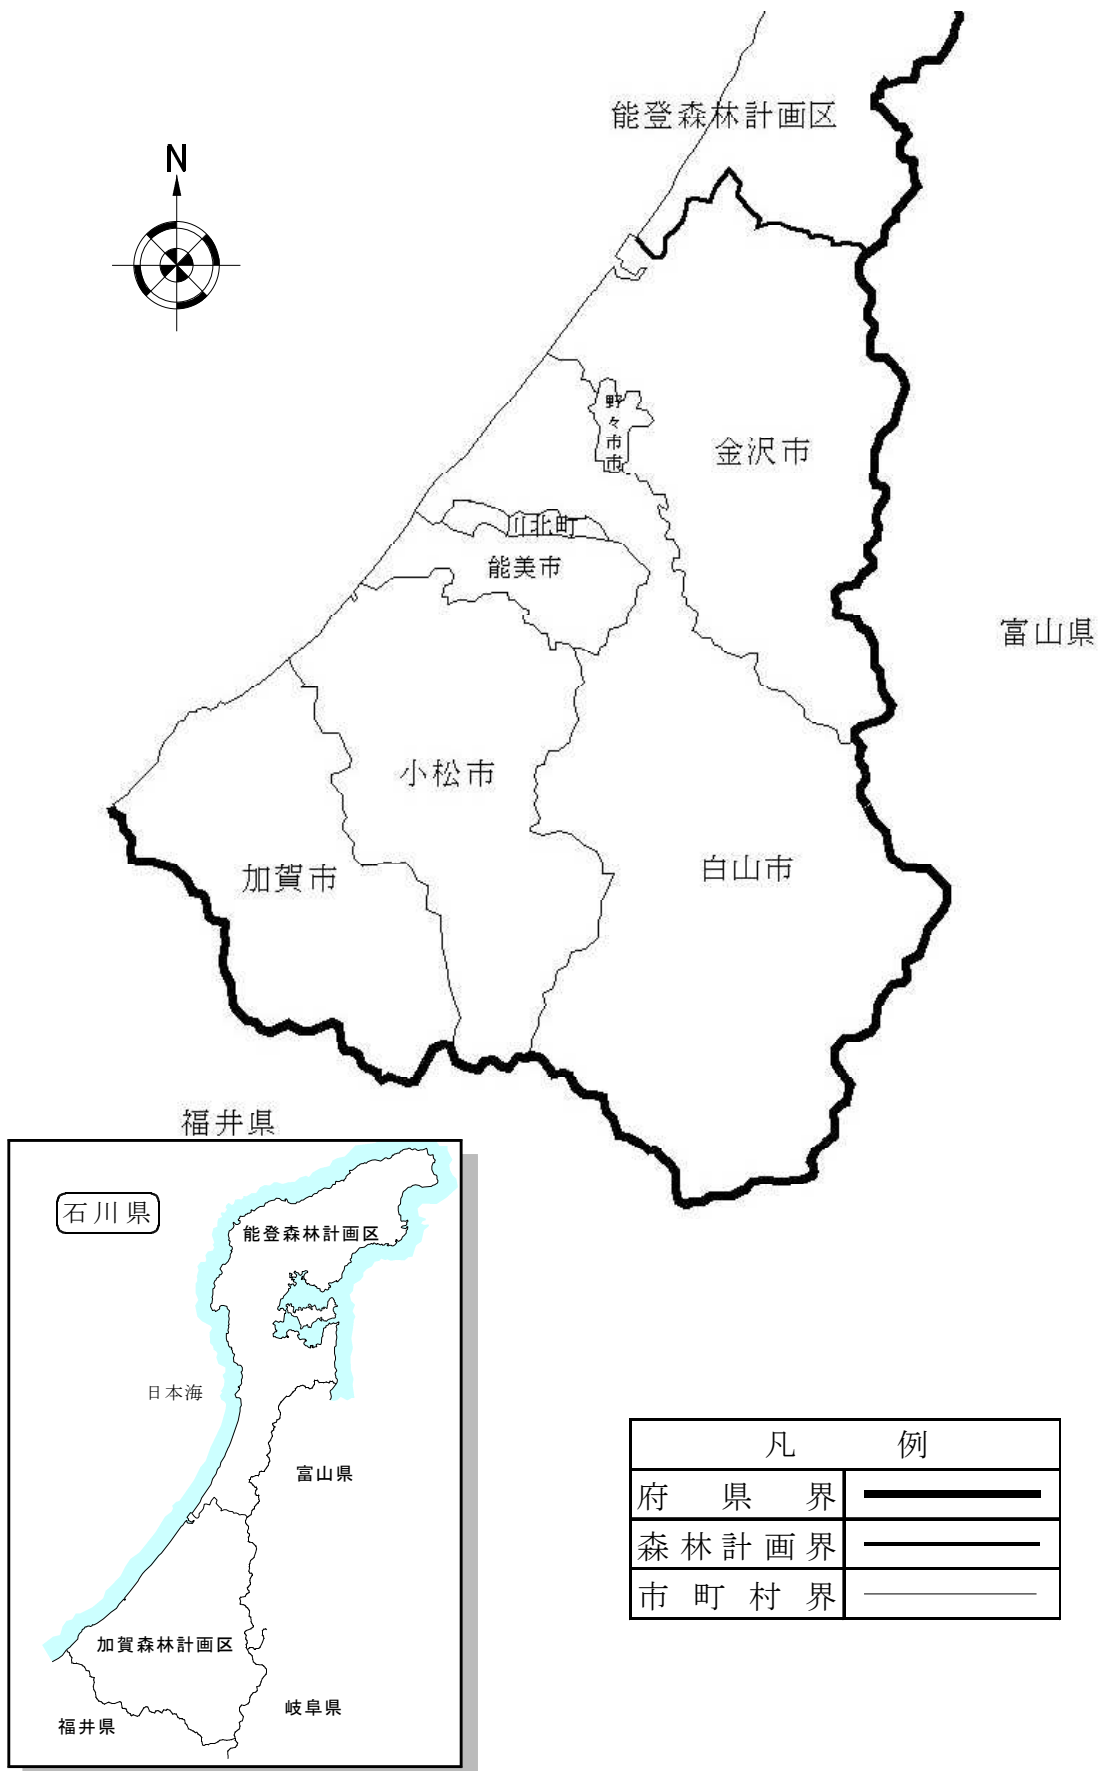 能登森林計画区
N
野々市市
金沢市
川北町
能美市
富山県
小松市
白山市
加賀市
福井県
石川県
能登森林計画区
日本海
富山県
加賀森林計画区
岐阜県
福井県
凡例
府県界
森林計画界
市町村界